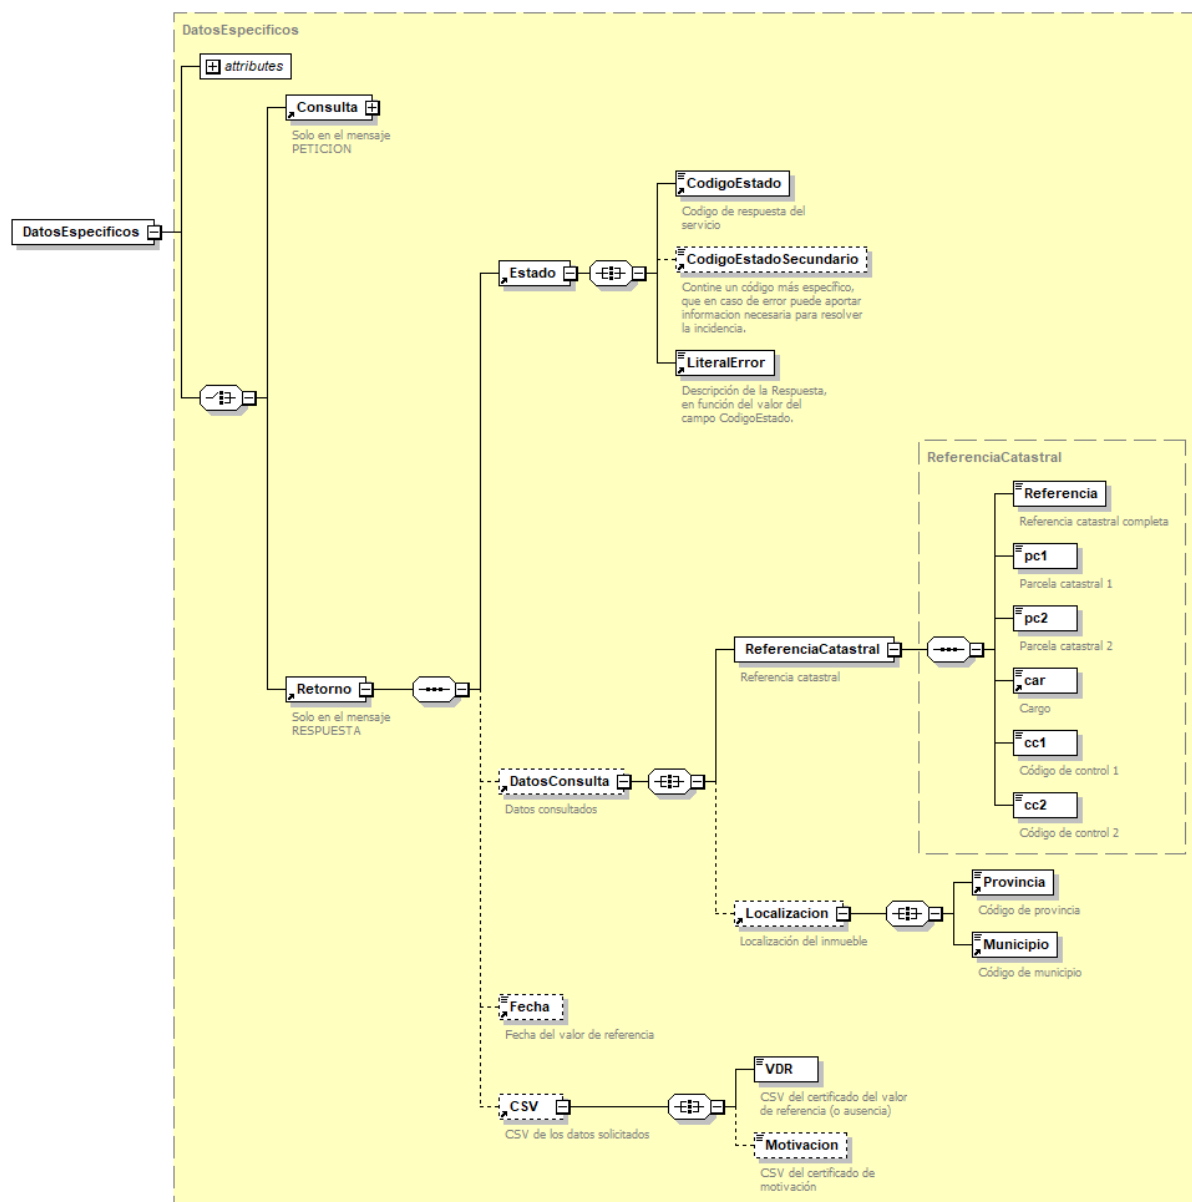 DatosEspecificos
attributes
Consulta
Solo en el mensaje
PETICION
CodigoEstado
Codigo de respuesta del
servicio
DatosEspecificos
Estado
CodigoEstadoSecundario
Contine un código más específico,
que en caso de error puede aportar
informacion necesaria para resolver
la incidencia.
LiteralError
Descripción de la Respuesta,
en función del valor del
campo CodigoEstado.
ReferenciaCatastral
Referencia
Referencia catastral completa
pc1
Parcela catastral 1
pc2
Parcela catastral 2
ReferenciaCatastral
Referencia catastral
car
Cargo
Retorno
Solo en el mensaje
RESPUESTA
cc1
Código de control 1
DatosConsulta
Datos consultados
cc2
Código de control 2
Provincia
Código de provincia
Localizacion
Localización del inmueble
Municipio
Código de municipio
Fecha
Fecha del valor de referencia
VDR
CSV del certificado del valor
de referencia (o ausencia)
CSV
CSV de los datos solicitados
Motivacion
CSV del certificado de
motivación